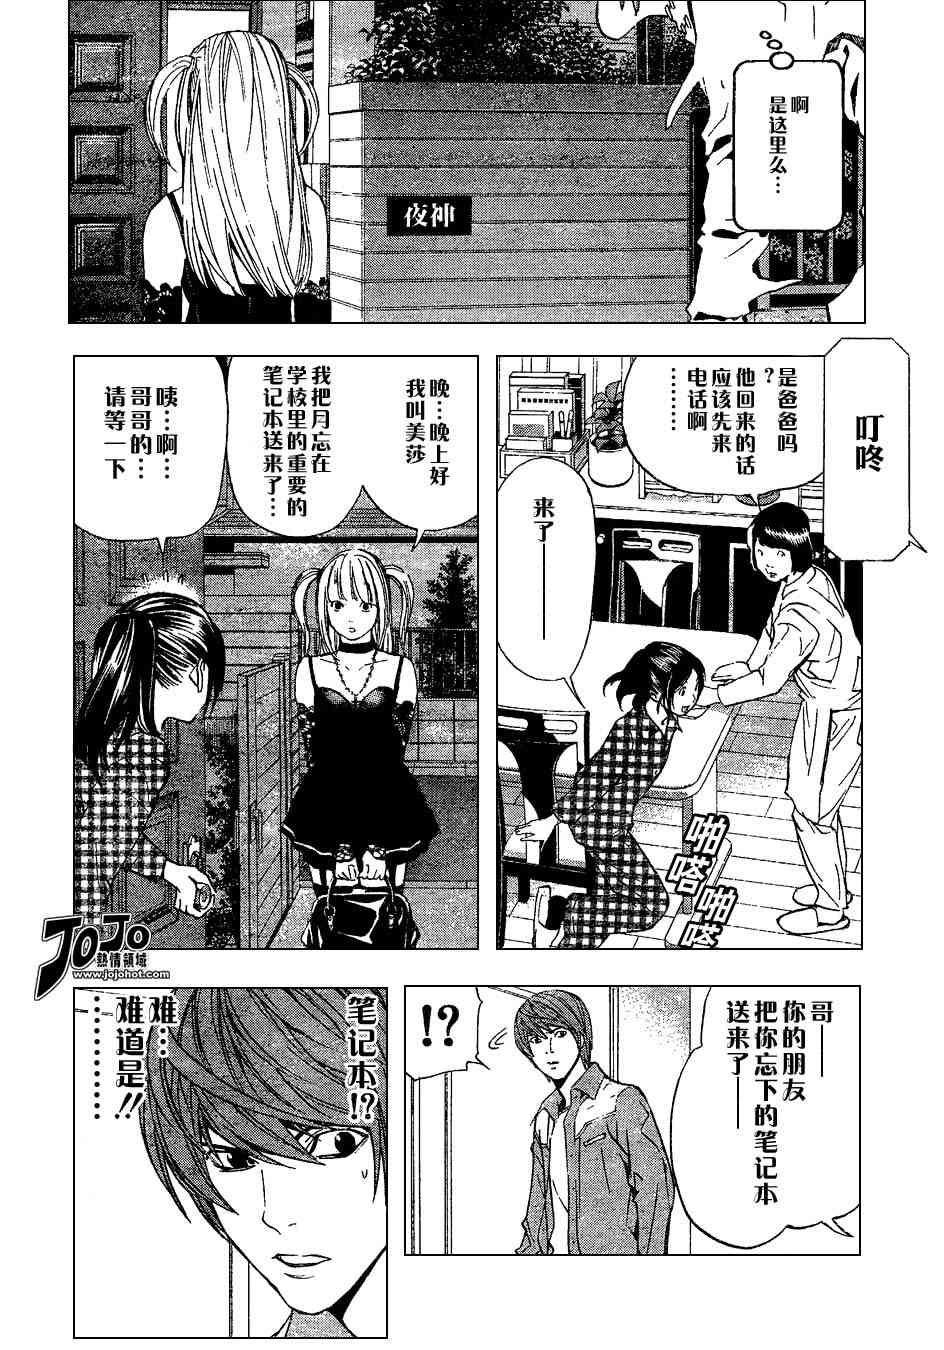 啊
是这里么…
夜神
叮咚
是爸爸吗
?
他回来的话
应该先来
电话啊
……
来了——
啪嗒啪嗒
晚…晚上好
我叫美莎
我把月忘在
学校里的重要的
笔记本送来了…
咦…啊…
哥哥的…
请等一下
JOJO
熱情領域
www.jojohot.com
哥——
你的朋友
把你忘下的笔记本
送来了——
!?
笔记本!?
难…
难道是!!
………